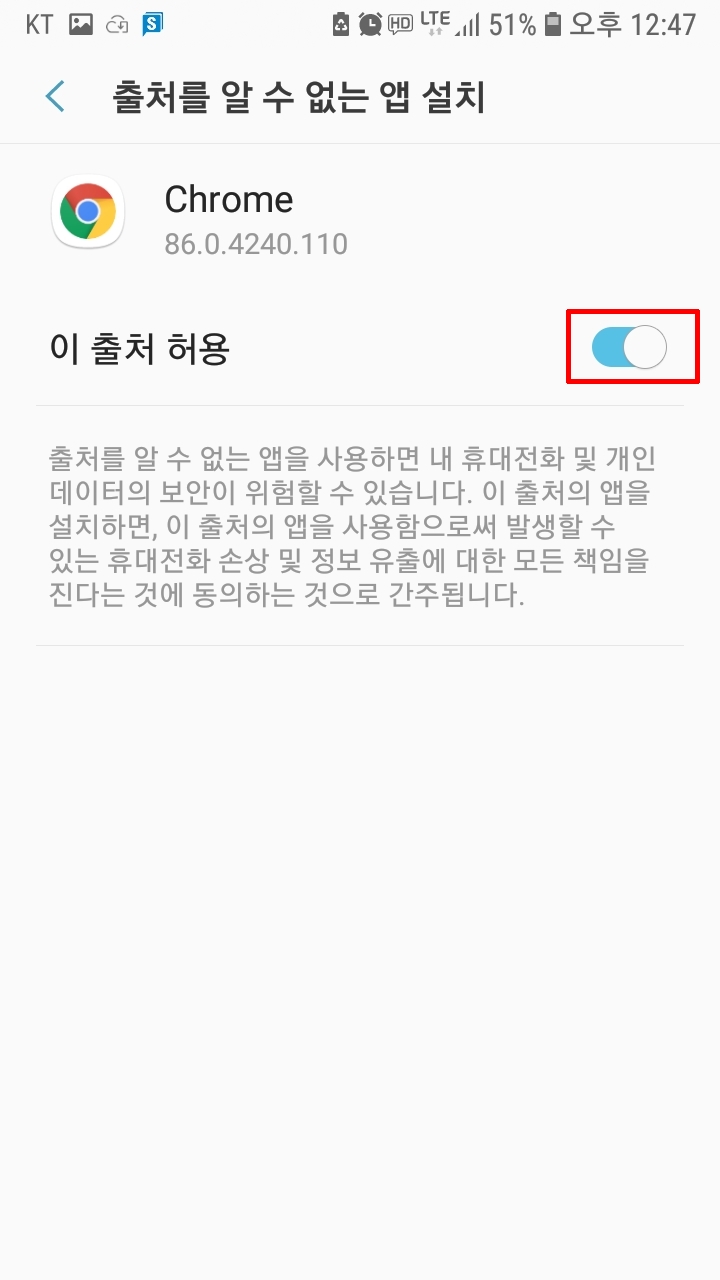 KT HD LTE 51% 오후 12:47
출처를 알 수 없는 앱 설치
Chrome
86.0.4240.110
이 출처 허용
출처를 알 수 없는 앱을 사용하면 내 휴대전화 및 개인
데이터의 보안이 위험할 수 있습니다. 이 출처의 앱을
설치하면, 이 출처의 앱을 사용함으로써 발생할 수
있는 휴대전화 손상 및 정보 유출에 대한 모든 책임을
진다는 것에 동의하는 것으로 간주됩니다.